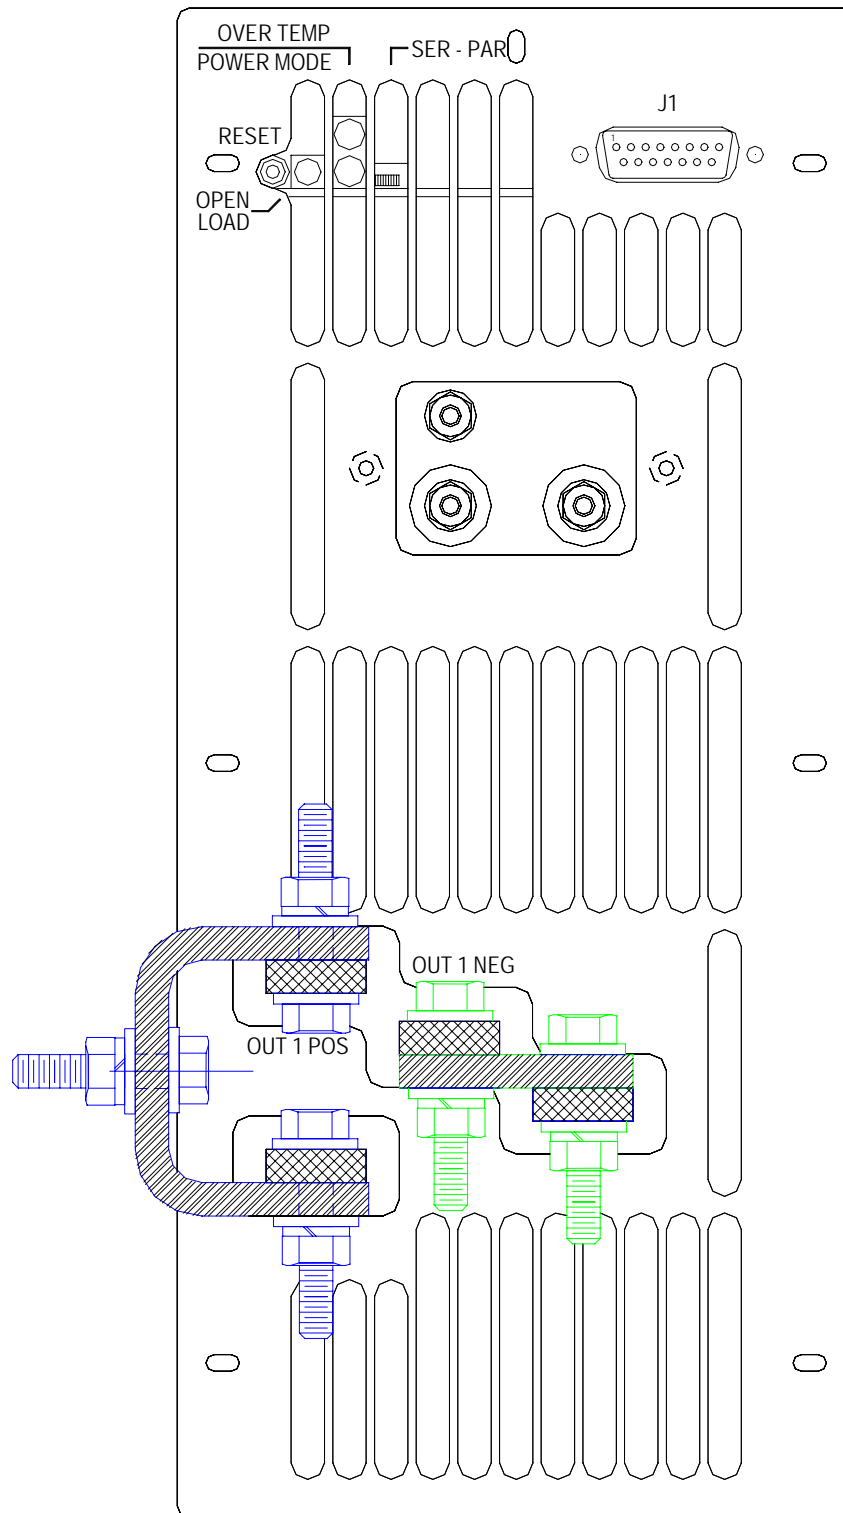 OVER TEMP
POWER MODE
SER - PAR
J1
1
RESET
OPEN
LOAD
OUT 1 NEG
OUT 1 POS